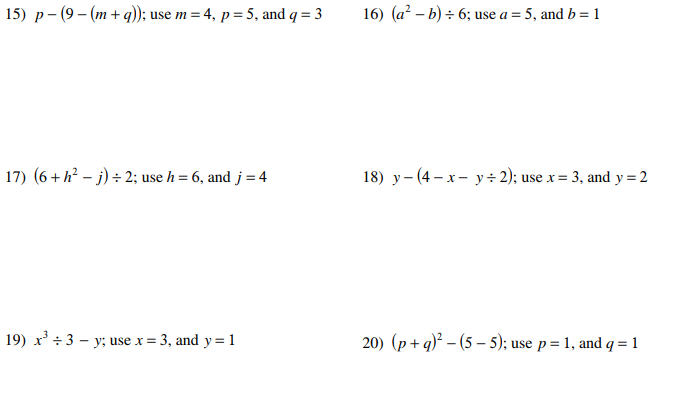 15) p – (9 – (m + q)); use m = 4, p = 5, and q = 3
16) (a² – b) ÷ 6; use a = 5, and b = 1
17) (6 + h² – j) ÷ 2; use h = 6, and j = 4
18) y – (4 – x – y ÷ 2); use x = 3, and y = 2
19) x³ ÷ 3 – y; use x = 3, and y = 1
20) (p + q)² – (5 – 5); use p = 1, and q = 1